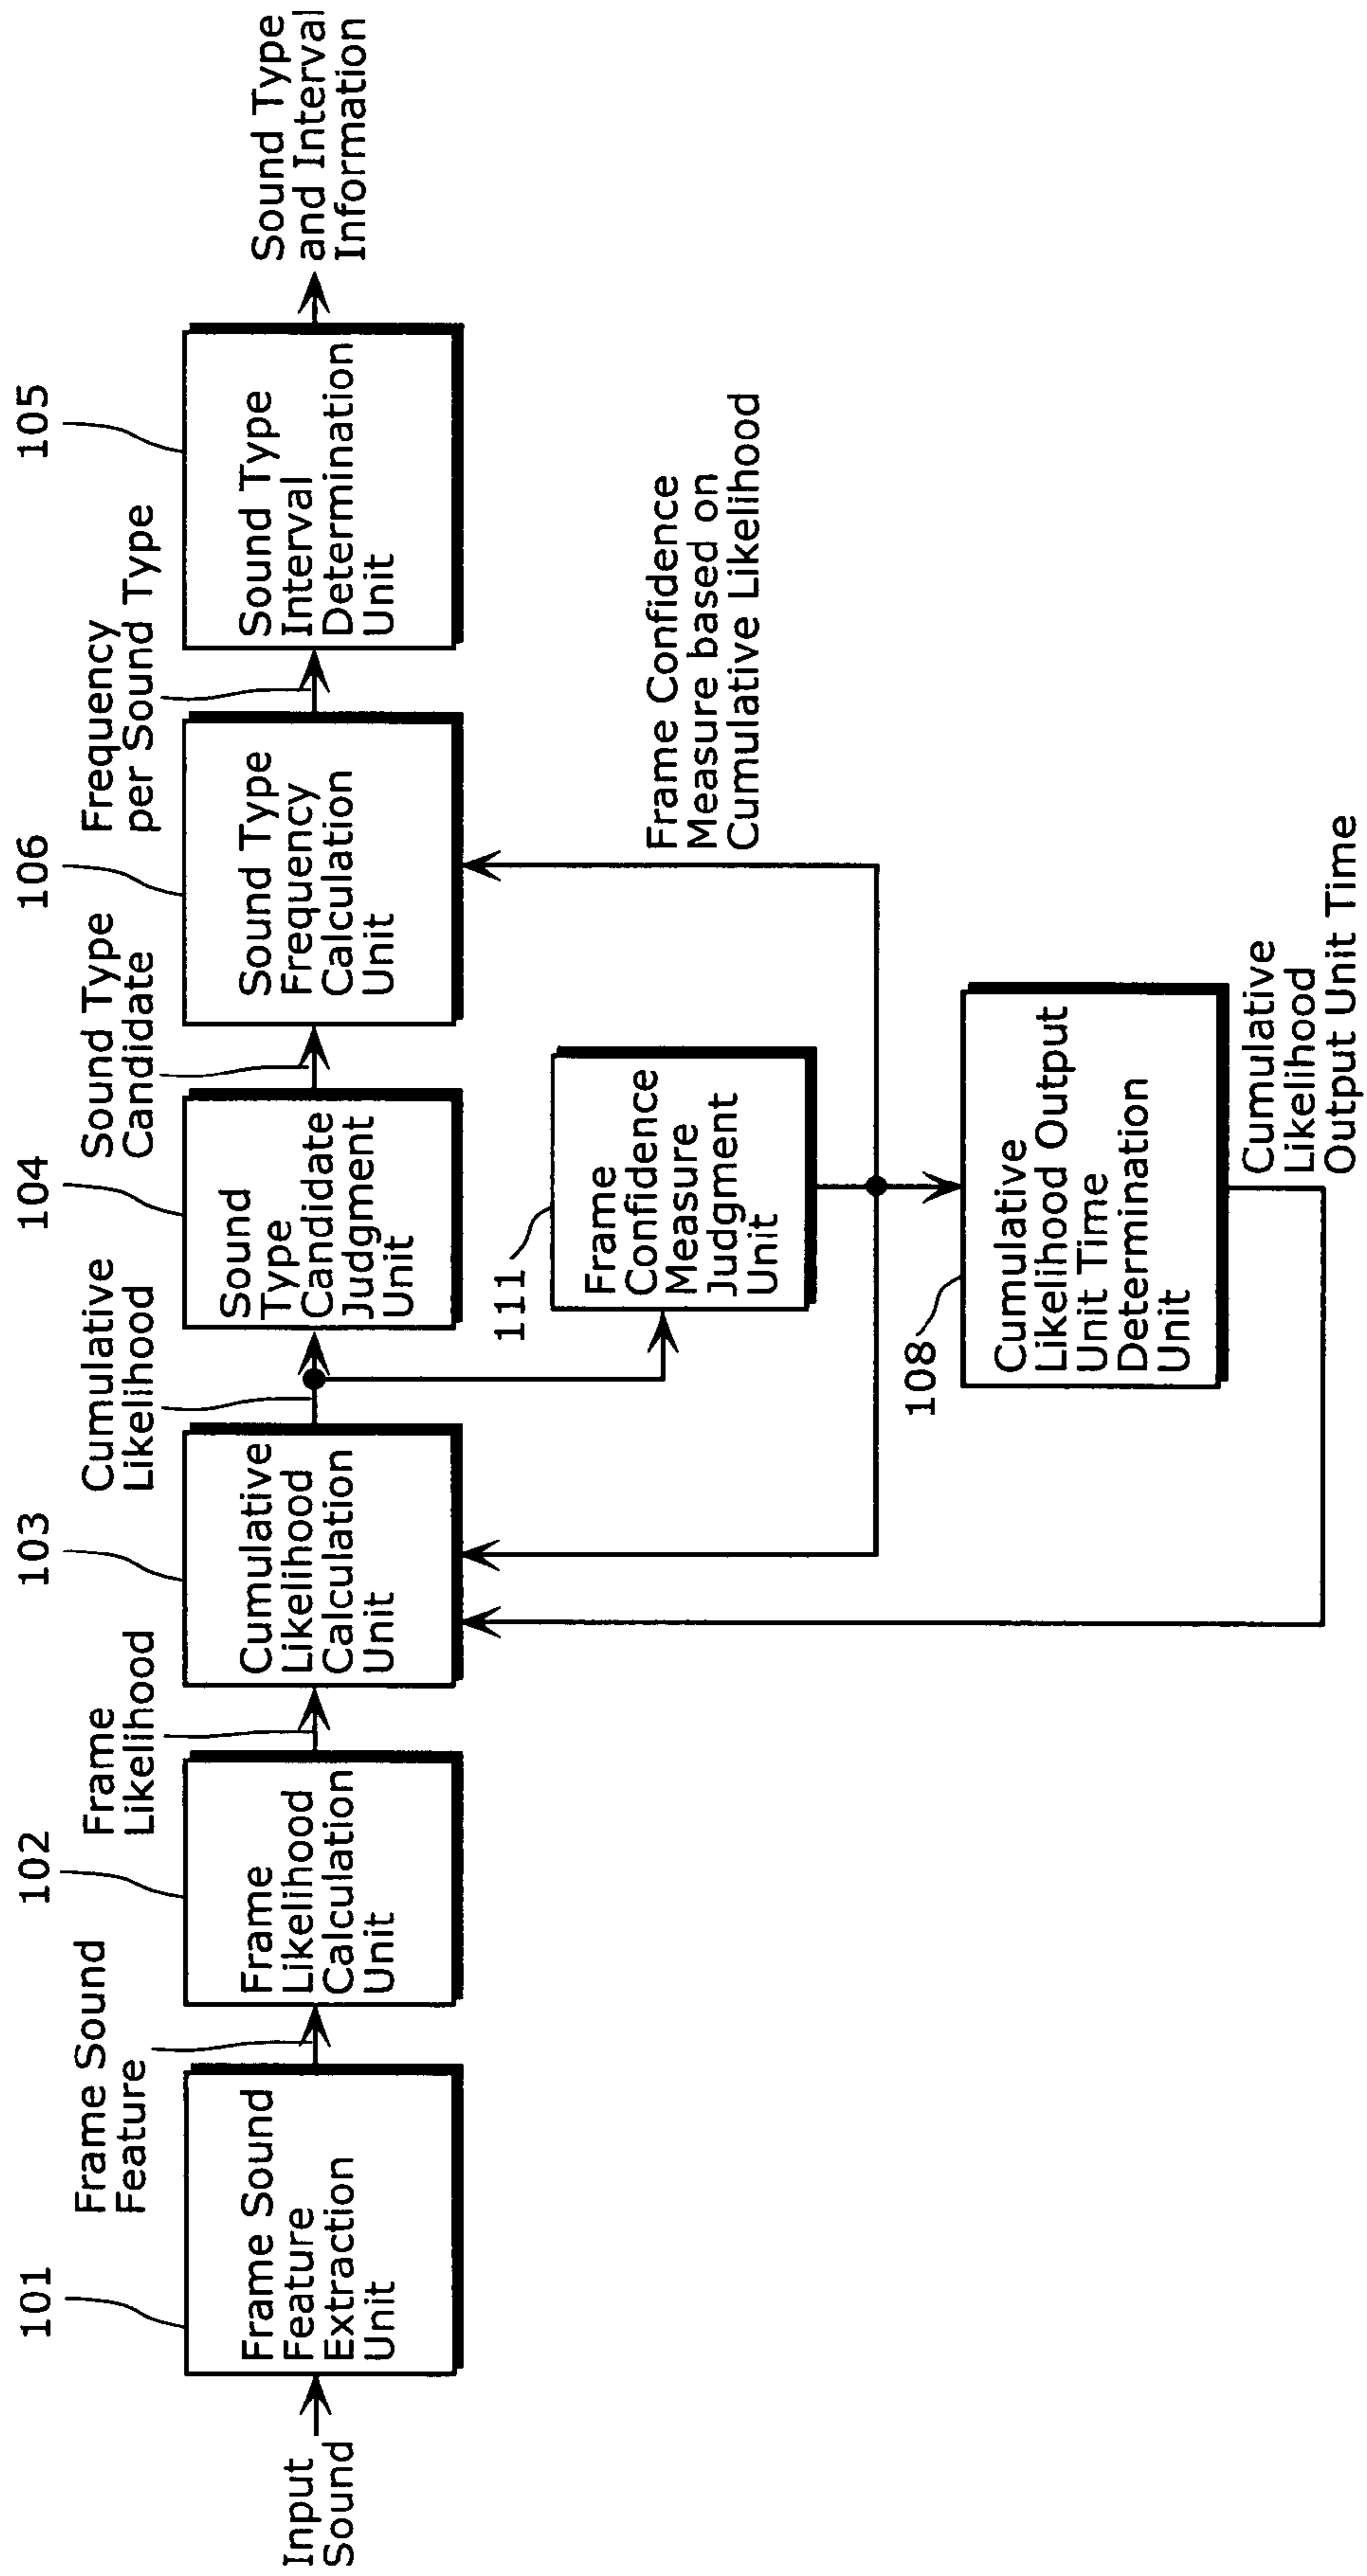 Input
Sound
101
Frame Sound
Feature
Extraction
Unit
Frame Sound
Feature
102
Frame
Likelihood
Calculation
Unit
Frame
Likelihood
103
Cumulative
Likelihood
Calculation
Unit
Cumulative
Likelihood
104
Sound
Type
Candidate
Judgment
Unit
Sound Type
Candidate
106
Sound Type
Frequency
Calculation
Unit
Frequency
per Sound Type
105
Sound Type
Interval
Determination
Unit
Sound Type
and Interval
Information
111
Frame
Confidence
Measure
Judgment
Unit
Frame Confidence
Measure based on
Cumulative Likelihood
108
Cumulative
Likelihood Output
Unit Time
Determination
Unit
Cumulative
Likelihood
Output Unit Time